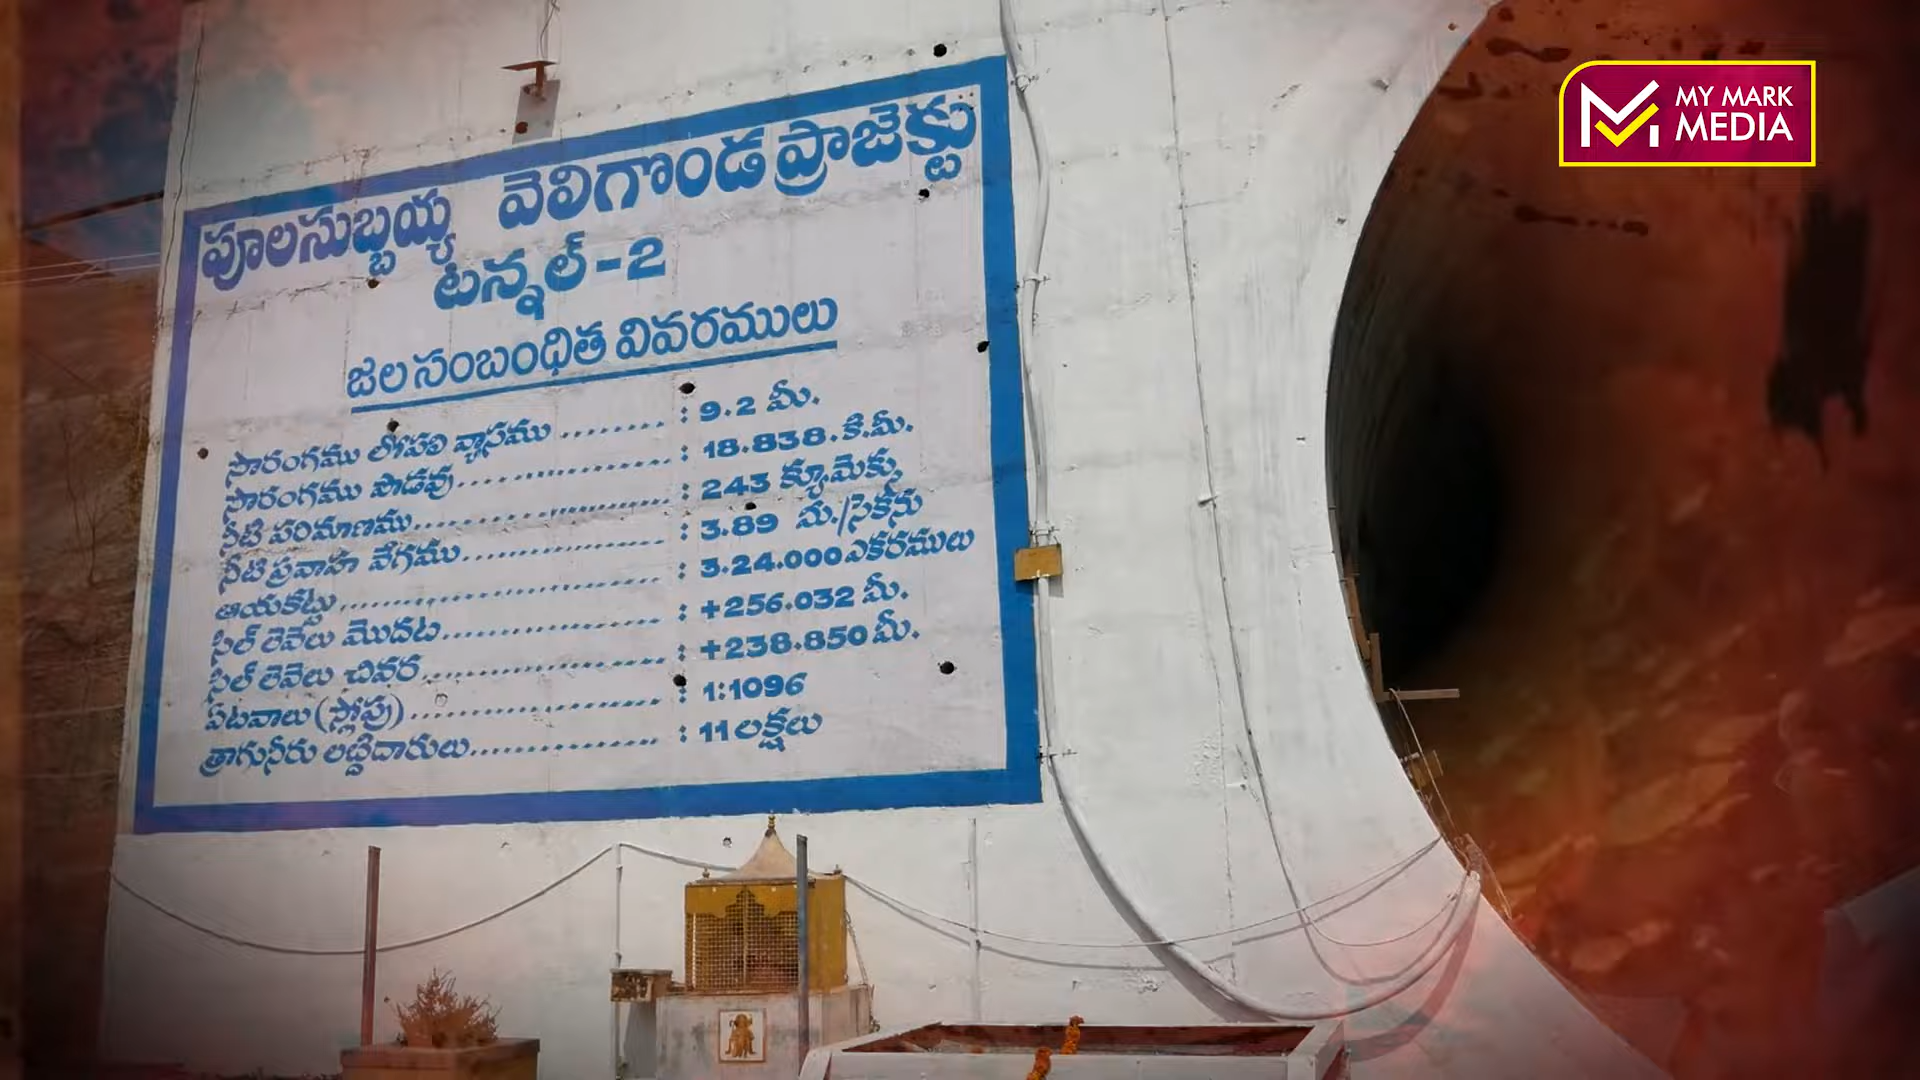 MY MARK
MEDIA
పూలసుబ్బయ్య వెలిగొండ ప్రాజెక్టు
టన్నల్-2
జల సంబంధిత వివరములు
సొరంగము లోపలి వ్యాసము ........ : 9.2 మీ.
సొరంగము పొడవు.................... : 18.838.కి.మీ.
నీటి పరిమాణము........................ : 243 క్యూమెక్కు
నీటి ప్రవాహ వేగము.................. : 3.89 మీ./సెకను
ఆయకట్టు............................. : 3.24.000 ఎకరములు
సిల్ లెవెలు మొదట.................... : +256.032 మీ.
సిల్ లెవెలు చివర..................... : +238.850 మీ.
ఏటవాలు(స్లోపు)...................... : 1:1096
త్రాగునీరు లబ్దిదారులు................ : 11 లక్షలు